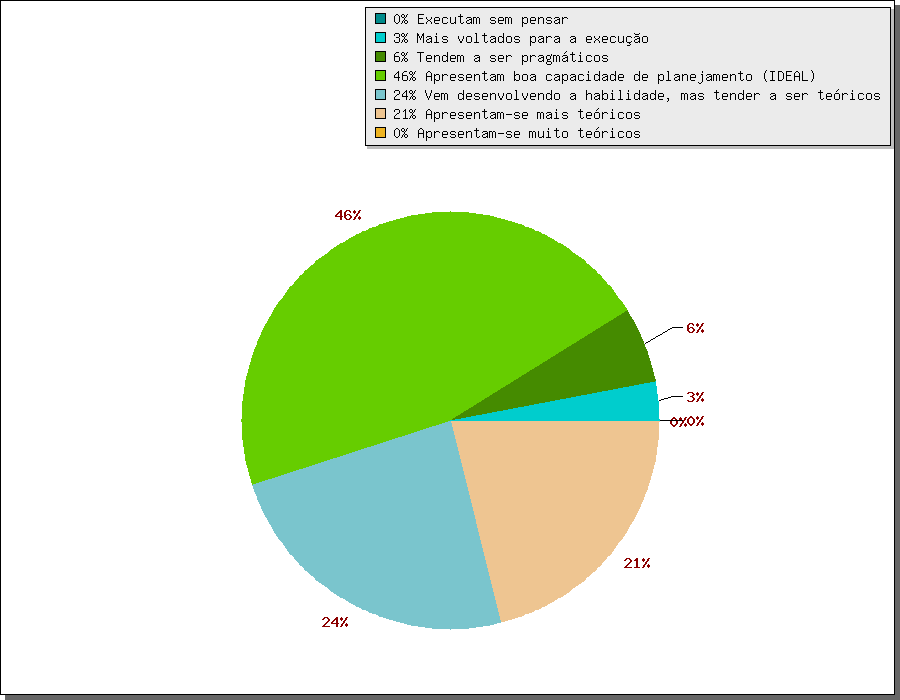 0% Executam sem pensar
3% Mais voltados para a execução
6% Tendem a ser pragmáticos
46% Apresentam boa capacidade de planejamento (IDEAL)
24% Vem desenvolvendo a habilidade, mas tender a ser teóricos
21% Apresentam-se mais teóricos
0% Apresentam-se muito teóricos
46%
6%
3%
0%
0%
21%
24%